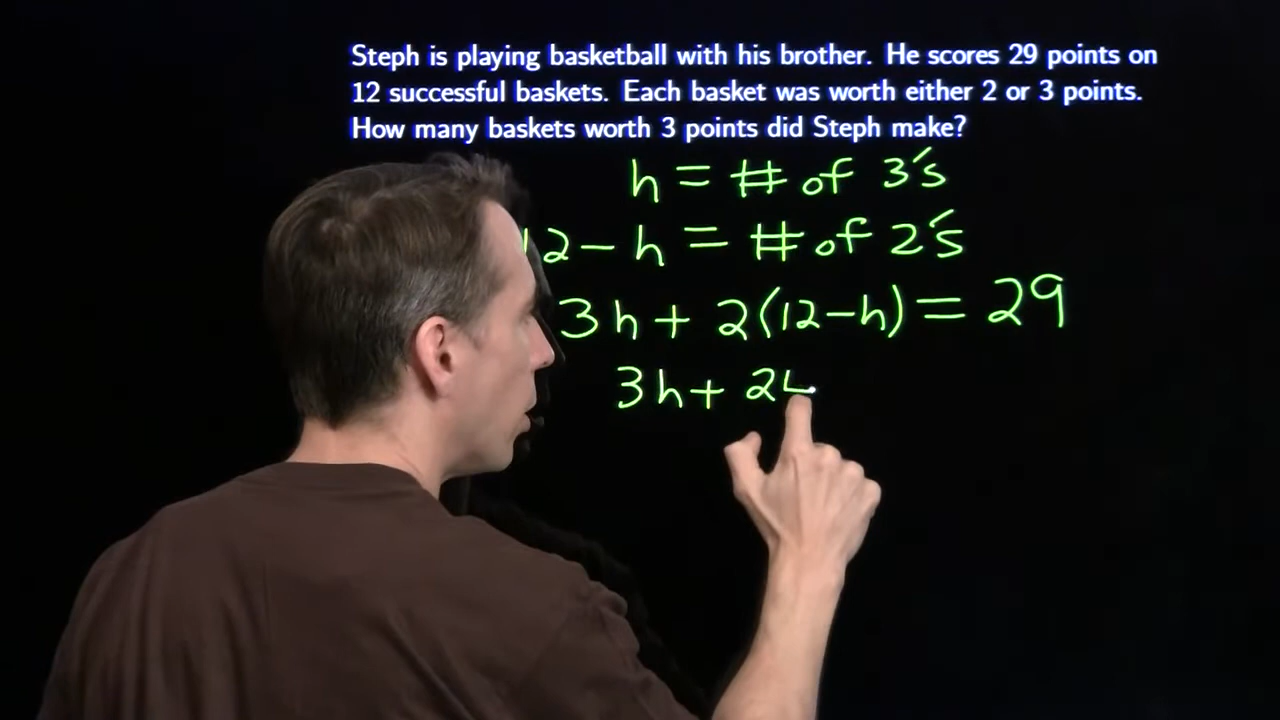 Steph is playing basketball with his brother. He scores 29 points on
12 successful baskets. Each basket was worth either 2 or 3 points.
How many baskets worth 3 points did Steph make?
h = # of 3's
12 - h = # of 2's
3h + 2(12-h) = 29
3h + 24